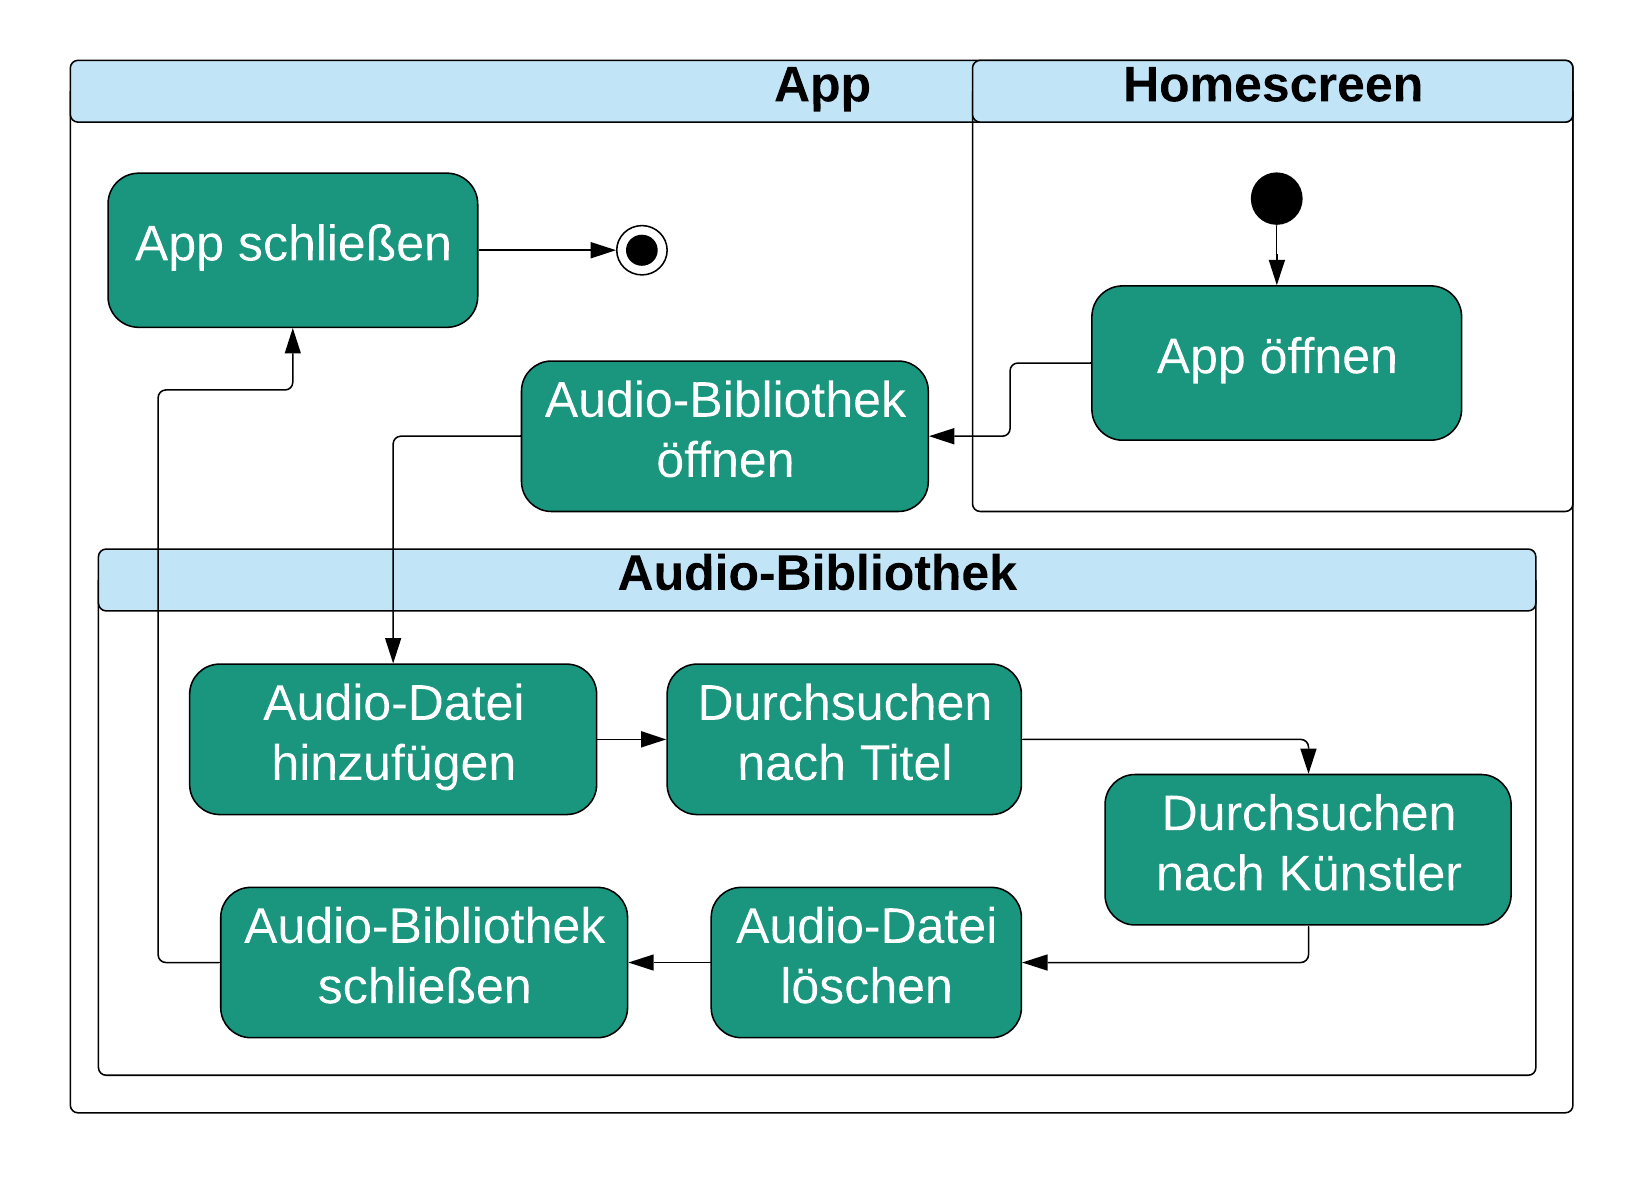 App
Homescreen
App schließen
App öffnen
Audio-Bibliothek
öffnen
Audio-Bibliothek
Audio-Datei
hinzufügen
Durchsuchen
nach Titel
Durchsuchen
nach Künstler
Audio-Bibliothek
schließen
Audio-Datei
löschen